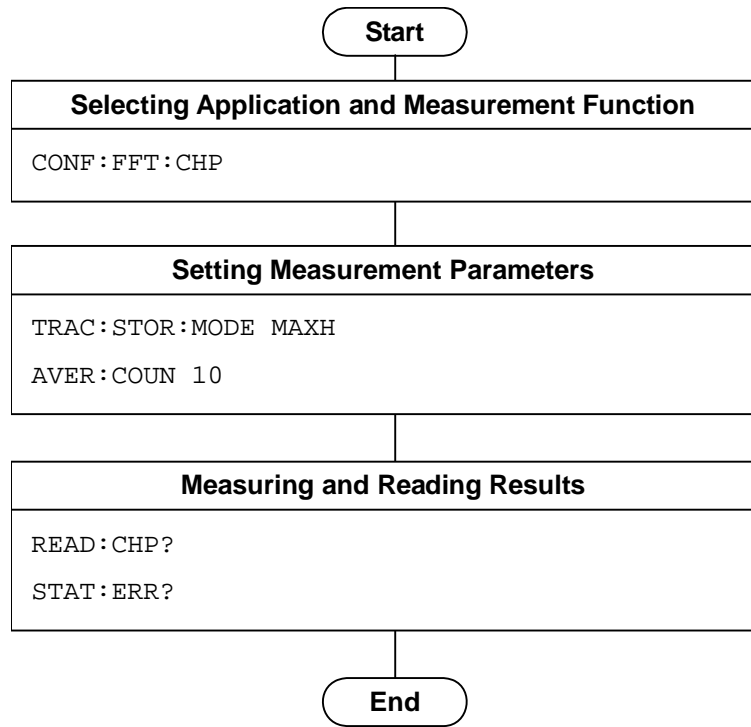 Start
Selecting Application and Measurement Function
CONF:FFT:CHP
Setting Measurement Parameters
TRAC:STOR:MODE MAXH
AVER:COUN 10
Measuring and Reading Results
READ:CHP?
STAT:ERR?
End